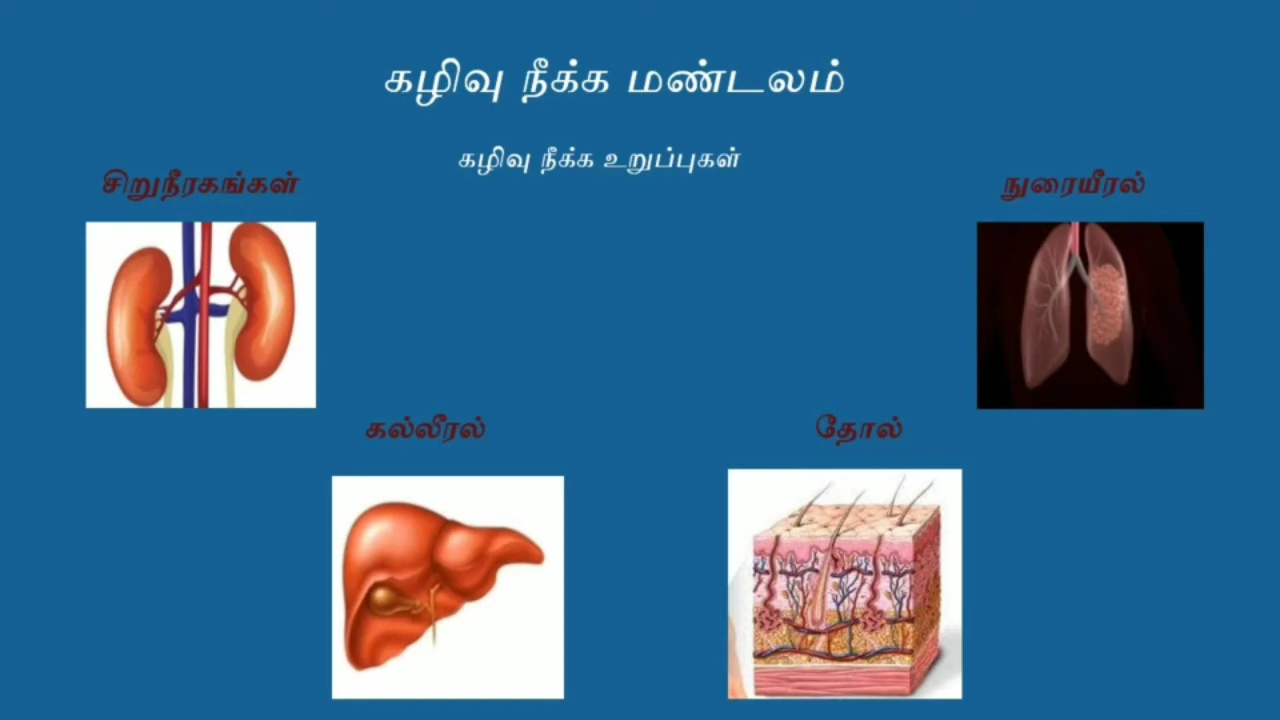 கழிவு நீக்க மண்டலம்
கழிவு நீக்க உறுப்புகள்
சிறுநீரகங்கள்
நுரையீரல்
கல்லீரல்
தோல்